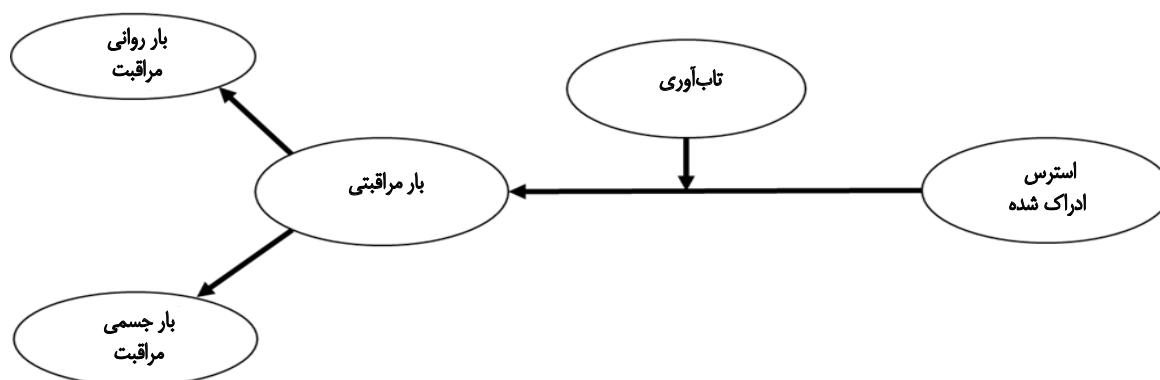 استرس
ادراک شده
تاب‌آوری
بار مراقبتی
بار روانی
مراقبت
بار جسمی
مراقبت